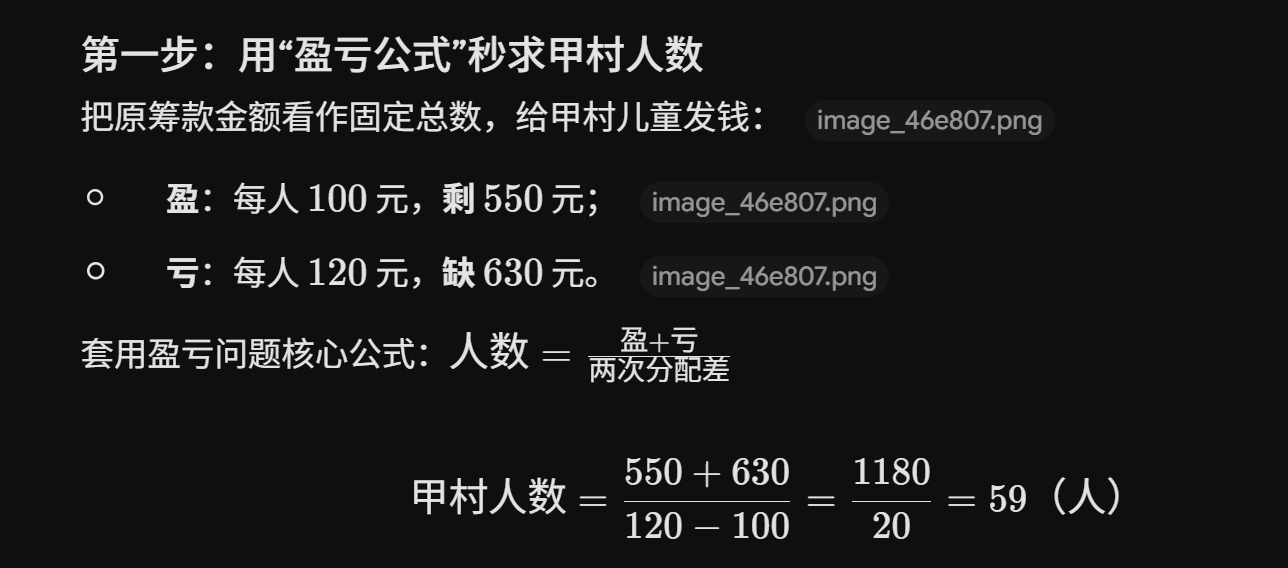 第一步：用“盈亏公式”秒求甲村人数
把原筹款金额看作固定总数，给甲村儿童发钱： image_46e807.png
○ 盈：每人 100 元，剩 550 元； image_46e807.png
○ 亏：每人 120 元，缺 630 元。 image_46e807.png
套用盈亏问题核心公式：人数 = 盈+亏/两次分配差
甲村人数 = 550 + 630/120 − 100 = 1180/20 = 59（人）